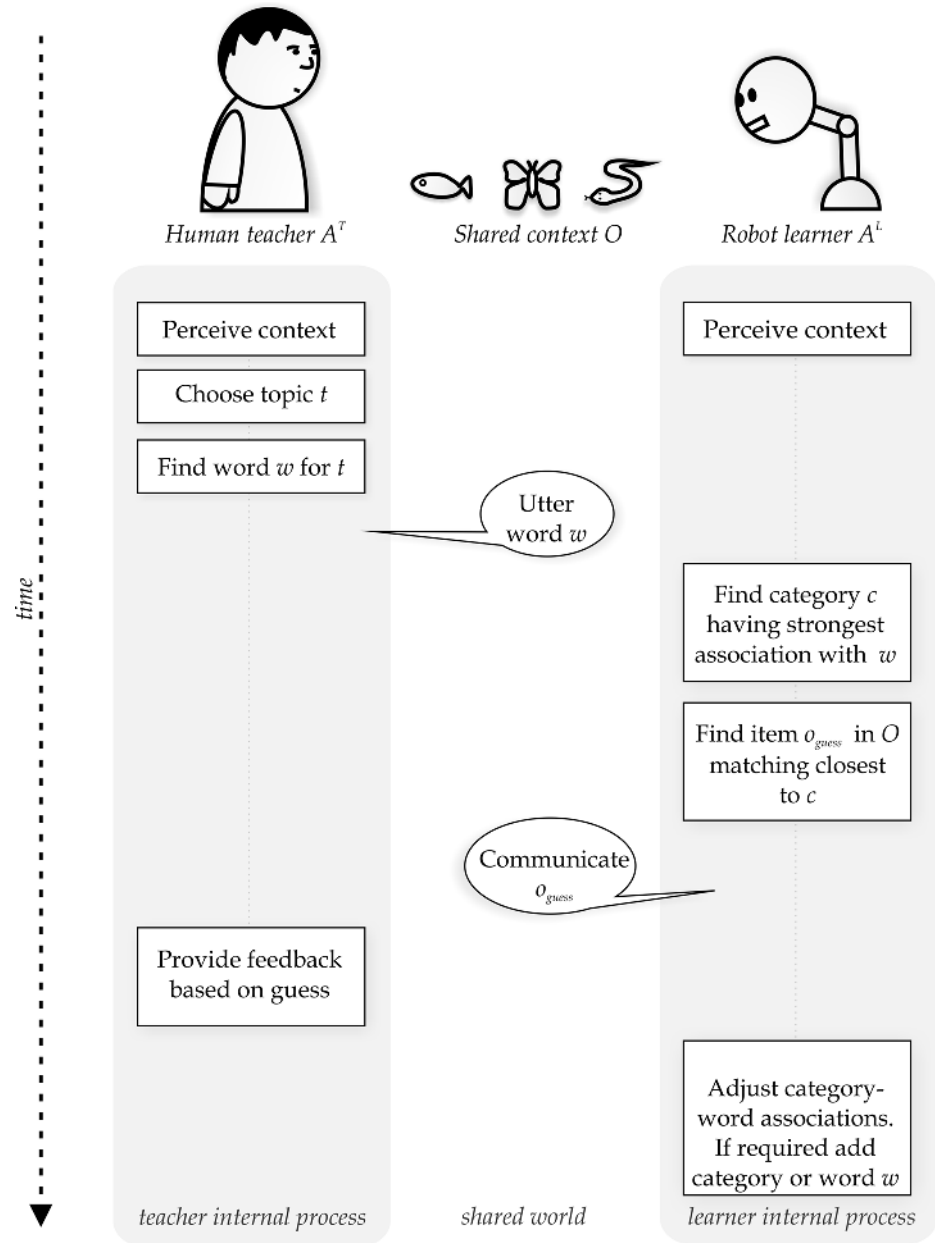 Human teacher Aᵀ
Shared context O
Robot learner Aᴸ
Perceive context
Perceive context
Choose topic t
Find word w for t
Utter
word w
time
Find category c
having strongest
association with w
Find item o_guess in O
matching closest
to c
Communicate
o_guess
Provide feedback
based on guess
Adjust category-
word associations.
If required add
category or word w
teacher internal process
shared world
learner internal process